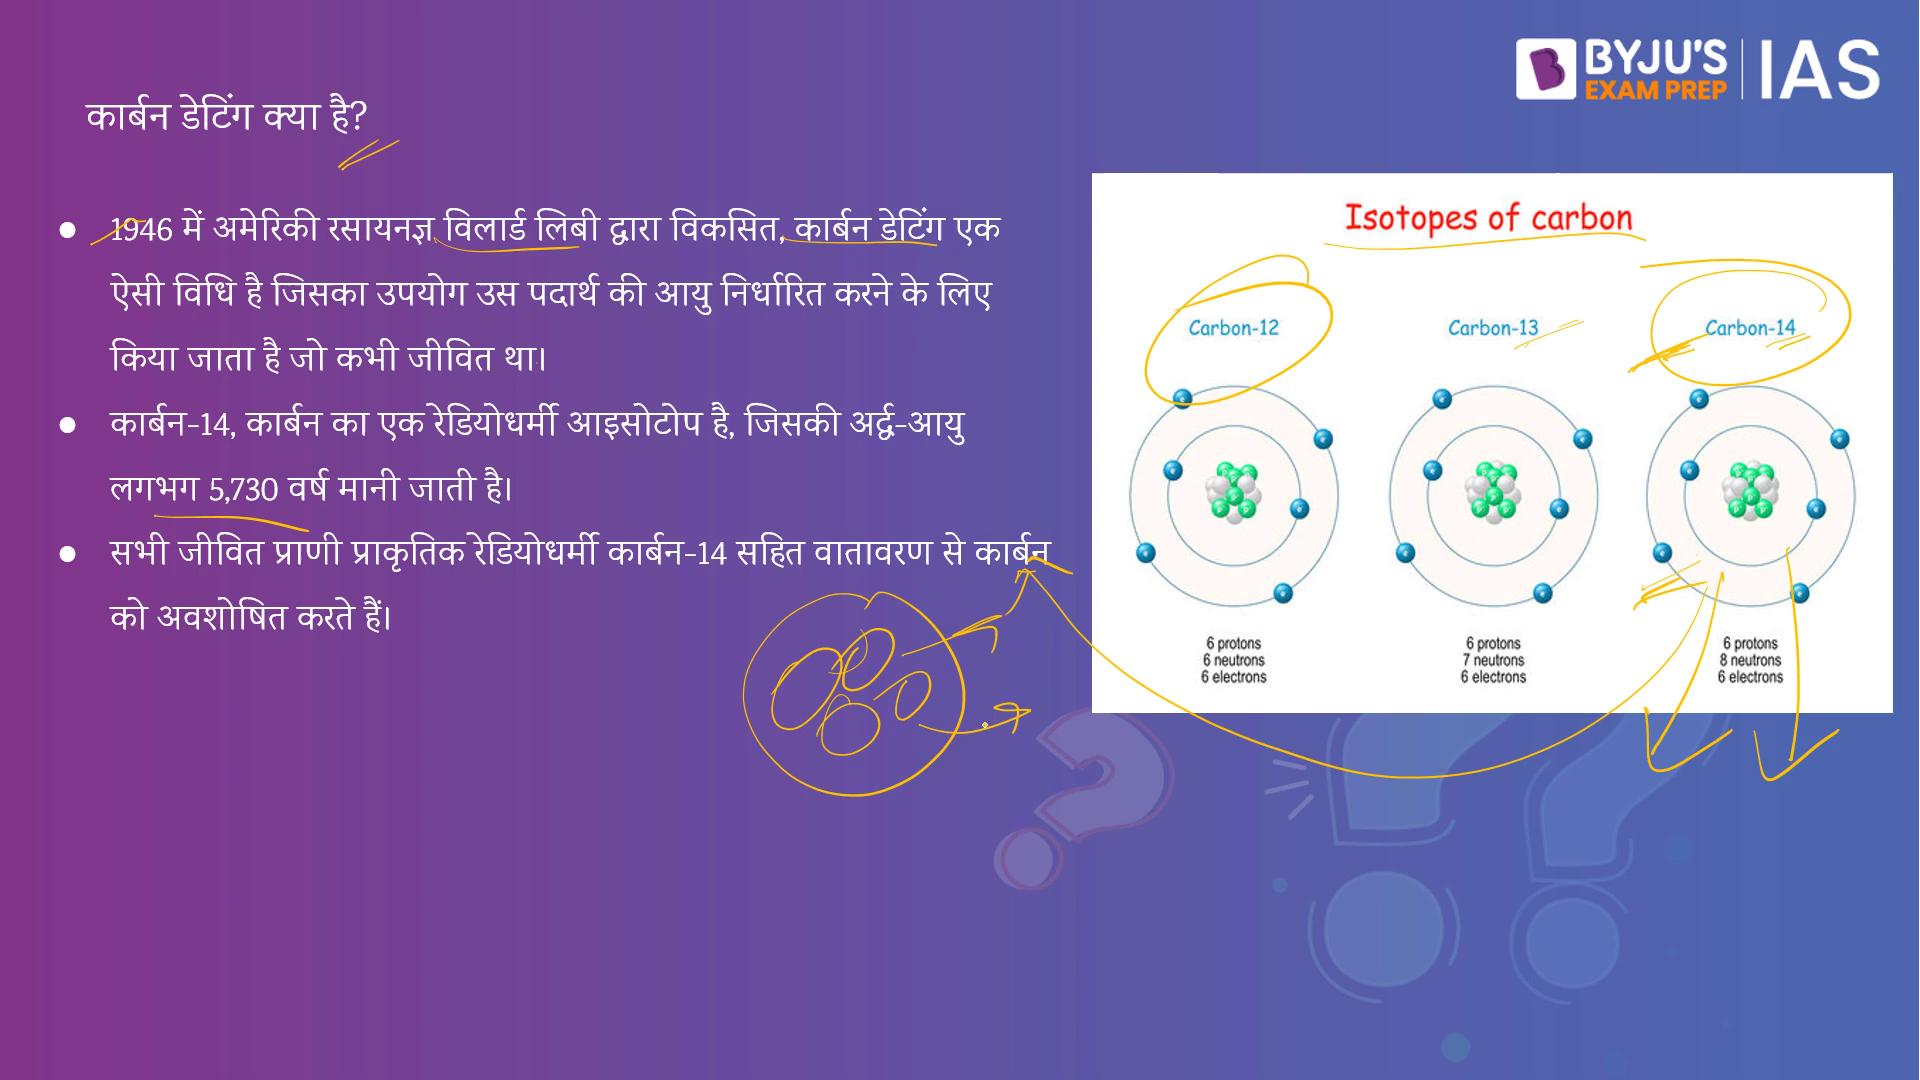 BYJU'S
EXAM PREP
IAS
कार्बन डेटिंग क्या है?
● 1946 में अमेरिकी रसायनज्ञ विलार्ड लिबी द्वारा विकसित, कार्बन डेटिंग एक
ऐसी विधि है जिसका उपयोग उस पदार्थ की आयु निर्धारित करने के लिए
किया जाता है जो कभी जीवित था।
● कार्बन-14, कार्बन का एक रेडियोधर्मी आइसोटोप है, जिसकी अर्द्ध-आयु
लगभग 5,730 वर्ष मानी जाती है।
● सभी जीवित प्राणी प्राकृतिक रेडियोधर्मी कार्बन-14 सहित वातावरण से कार्बन
को अवशोषित करते हैं।
Isotopes of carbon
Carbon-12 Carbon-13 Carbon-14
6 protons 6 protons 6 protons
6 neutrons 7 neutrons 8 neutrons
6 electrons 6 electrons 6 electrons